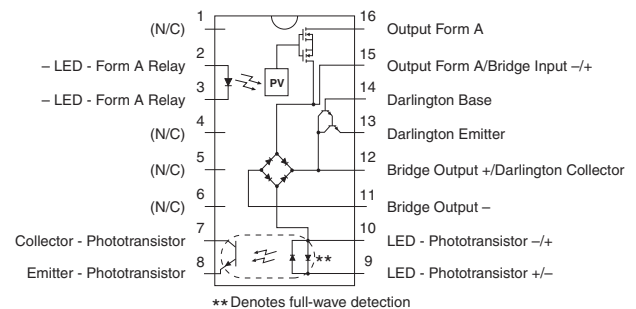 1 16
(N/C) Output Form A
2 15
– LED - Form A Relay Output Form A/Bridge Input –/+
PV
3 14
– LED - Form A Relay Darlington Base
4 13
(N/C) Darlington Emitter
5 12
(N/C) Bridge Output +/Darlington Collector
6 11
(N/C) Bridge Output –
7 10
Collector - Phototransistor LED - Phototransistor –/+
**
8 9
Emitter - Phototransistor LED - Phototransistor +/–
** Denotes full-wave detection